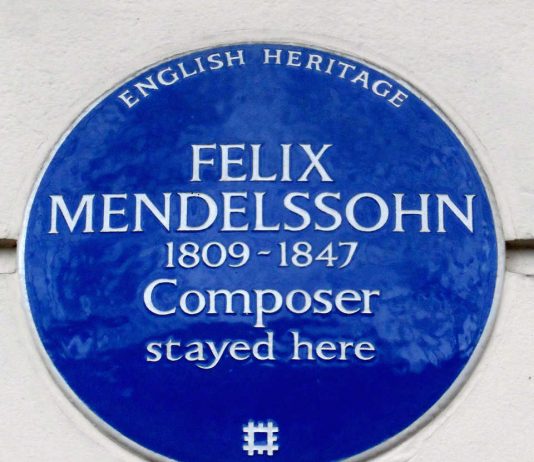 ENGLISH HERITAGE
FELIX
MENDELSSOHN
1809-1847
Composer
stayed here